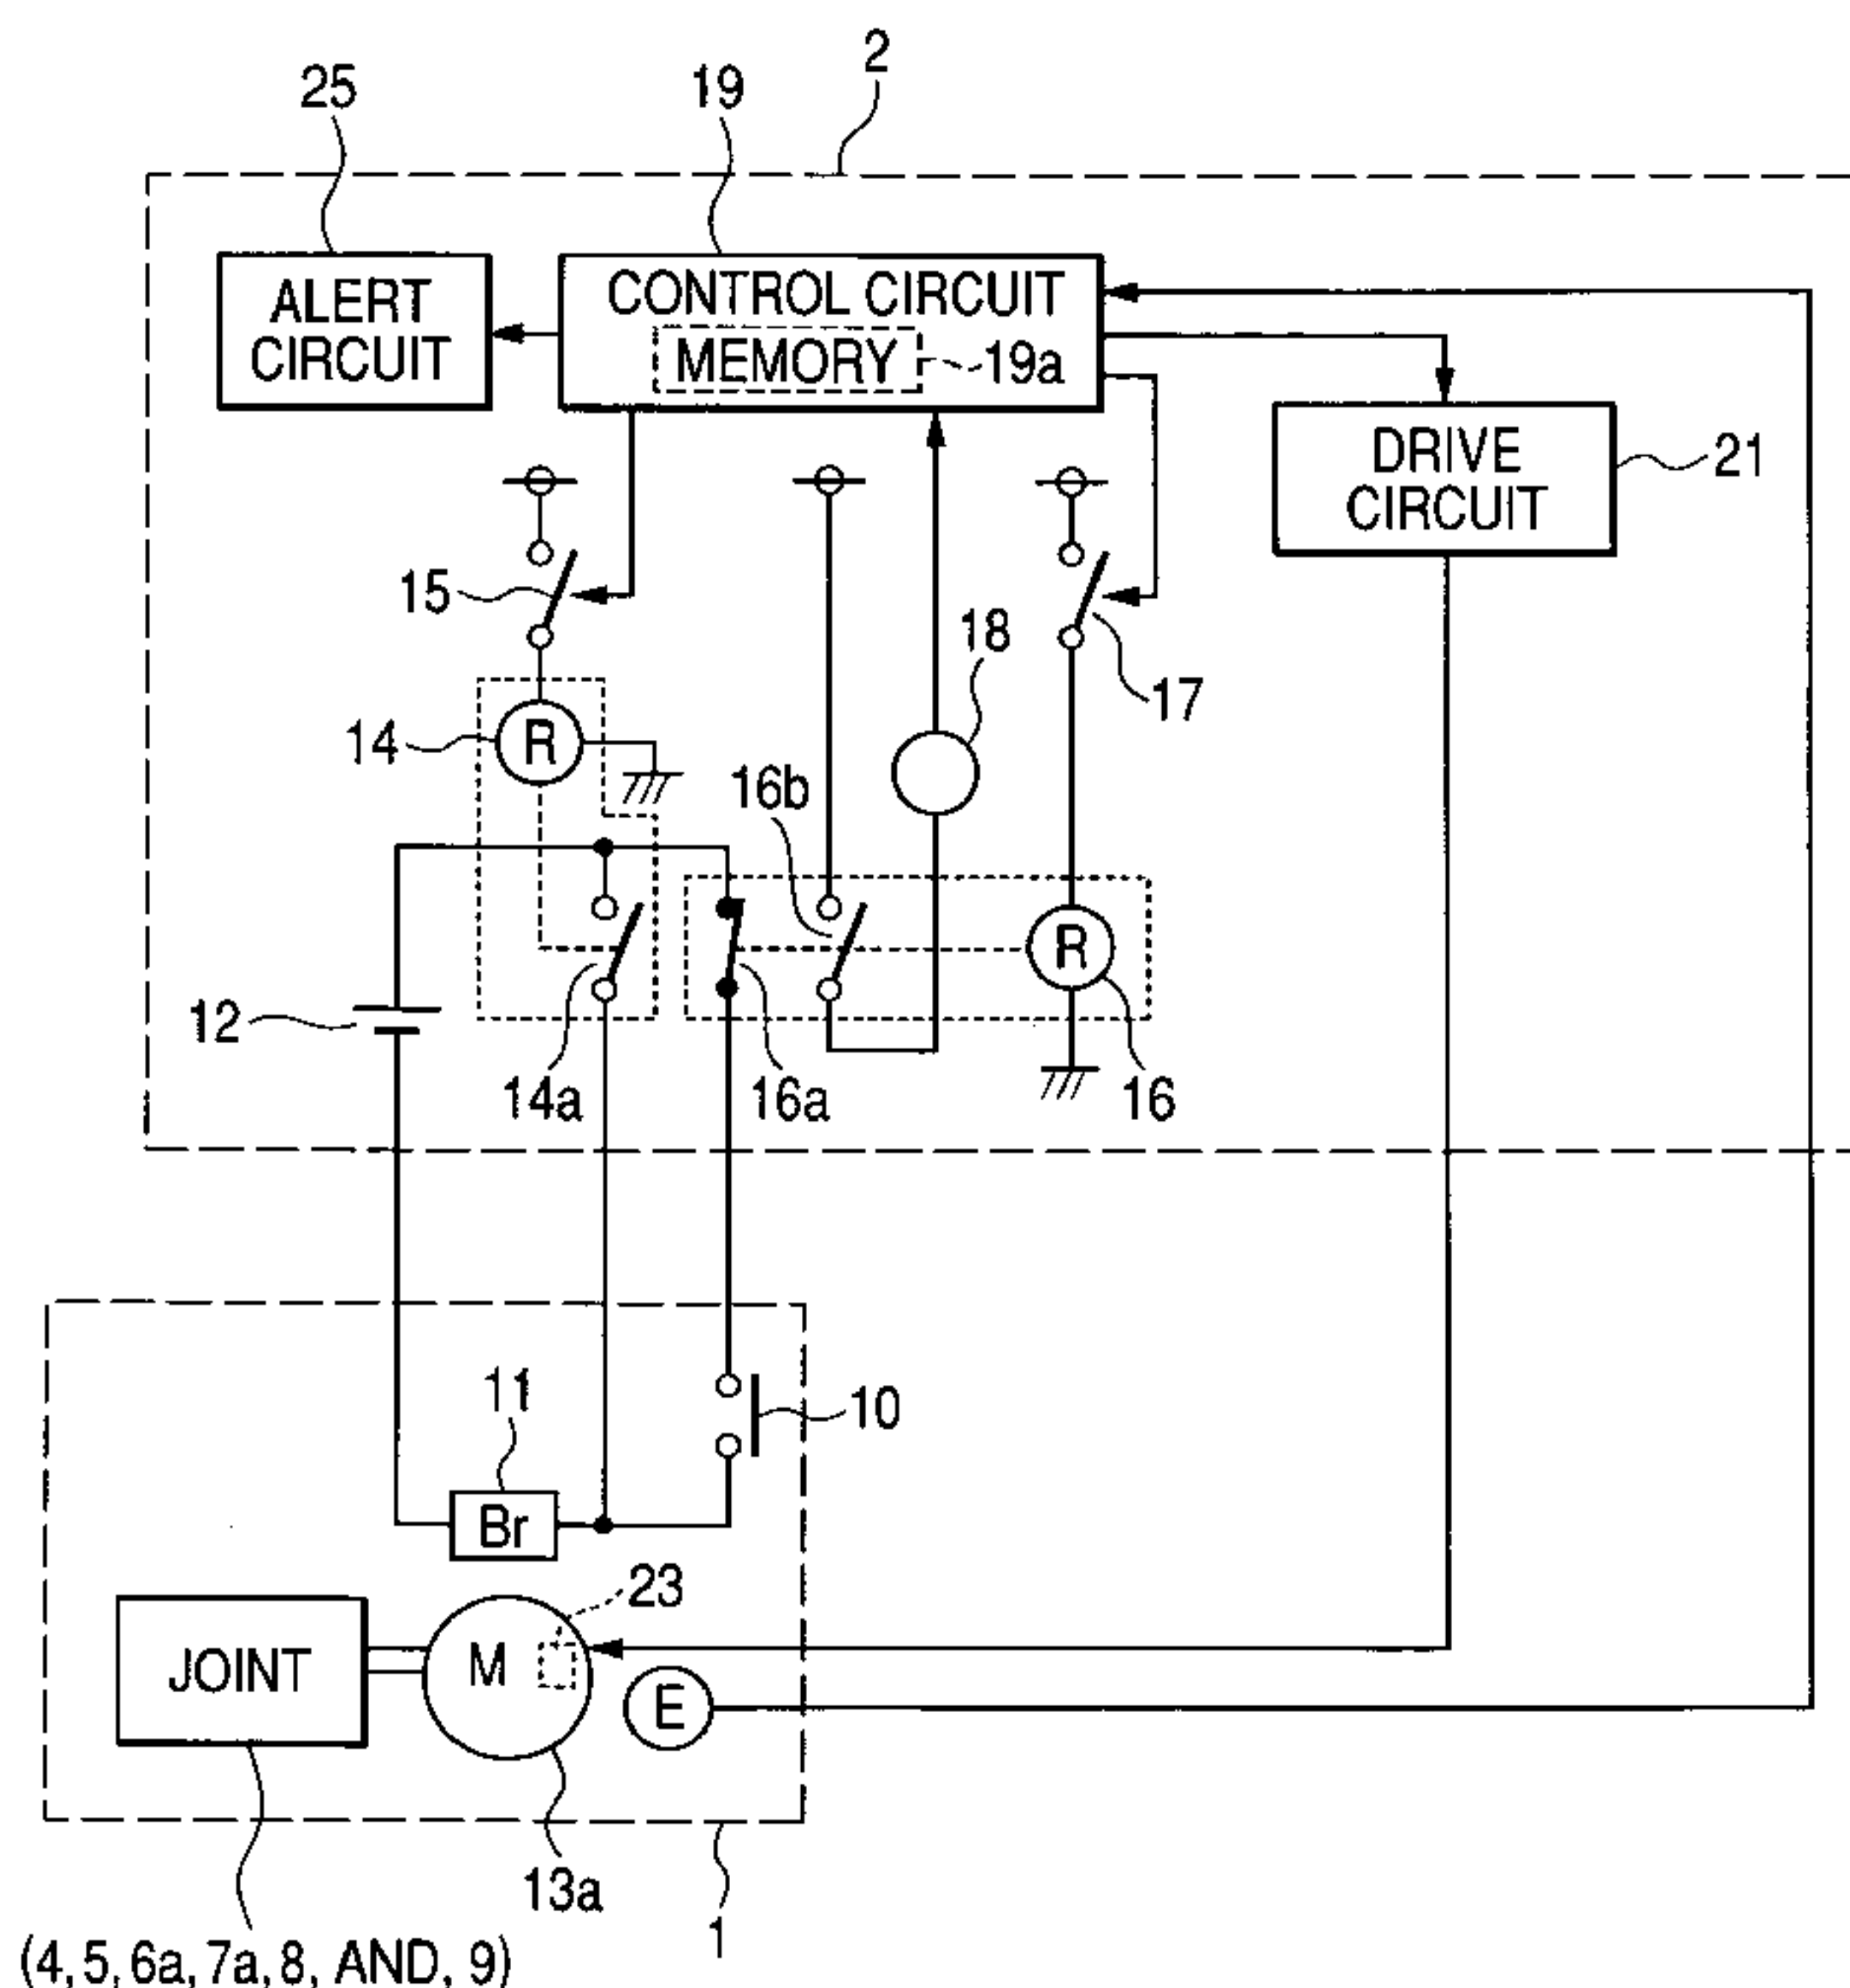 2
25
19
ALERT
CIRCUIT
CONTROL CIRCUIT
MEMORY
19a
DRIVE
CIRCUIT
21
15
18
17
14
R
16b
R
12
14a
16a
16
11
10
Br
23
JOINT
M
E
13a
1
(4, 5, 6a, 7a, 8, AND, 9)